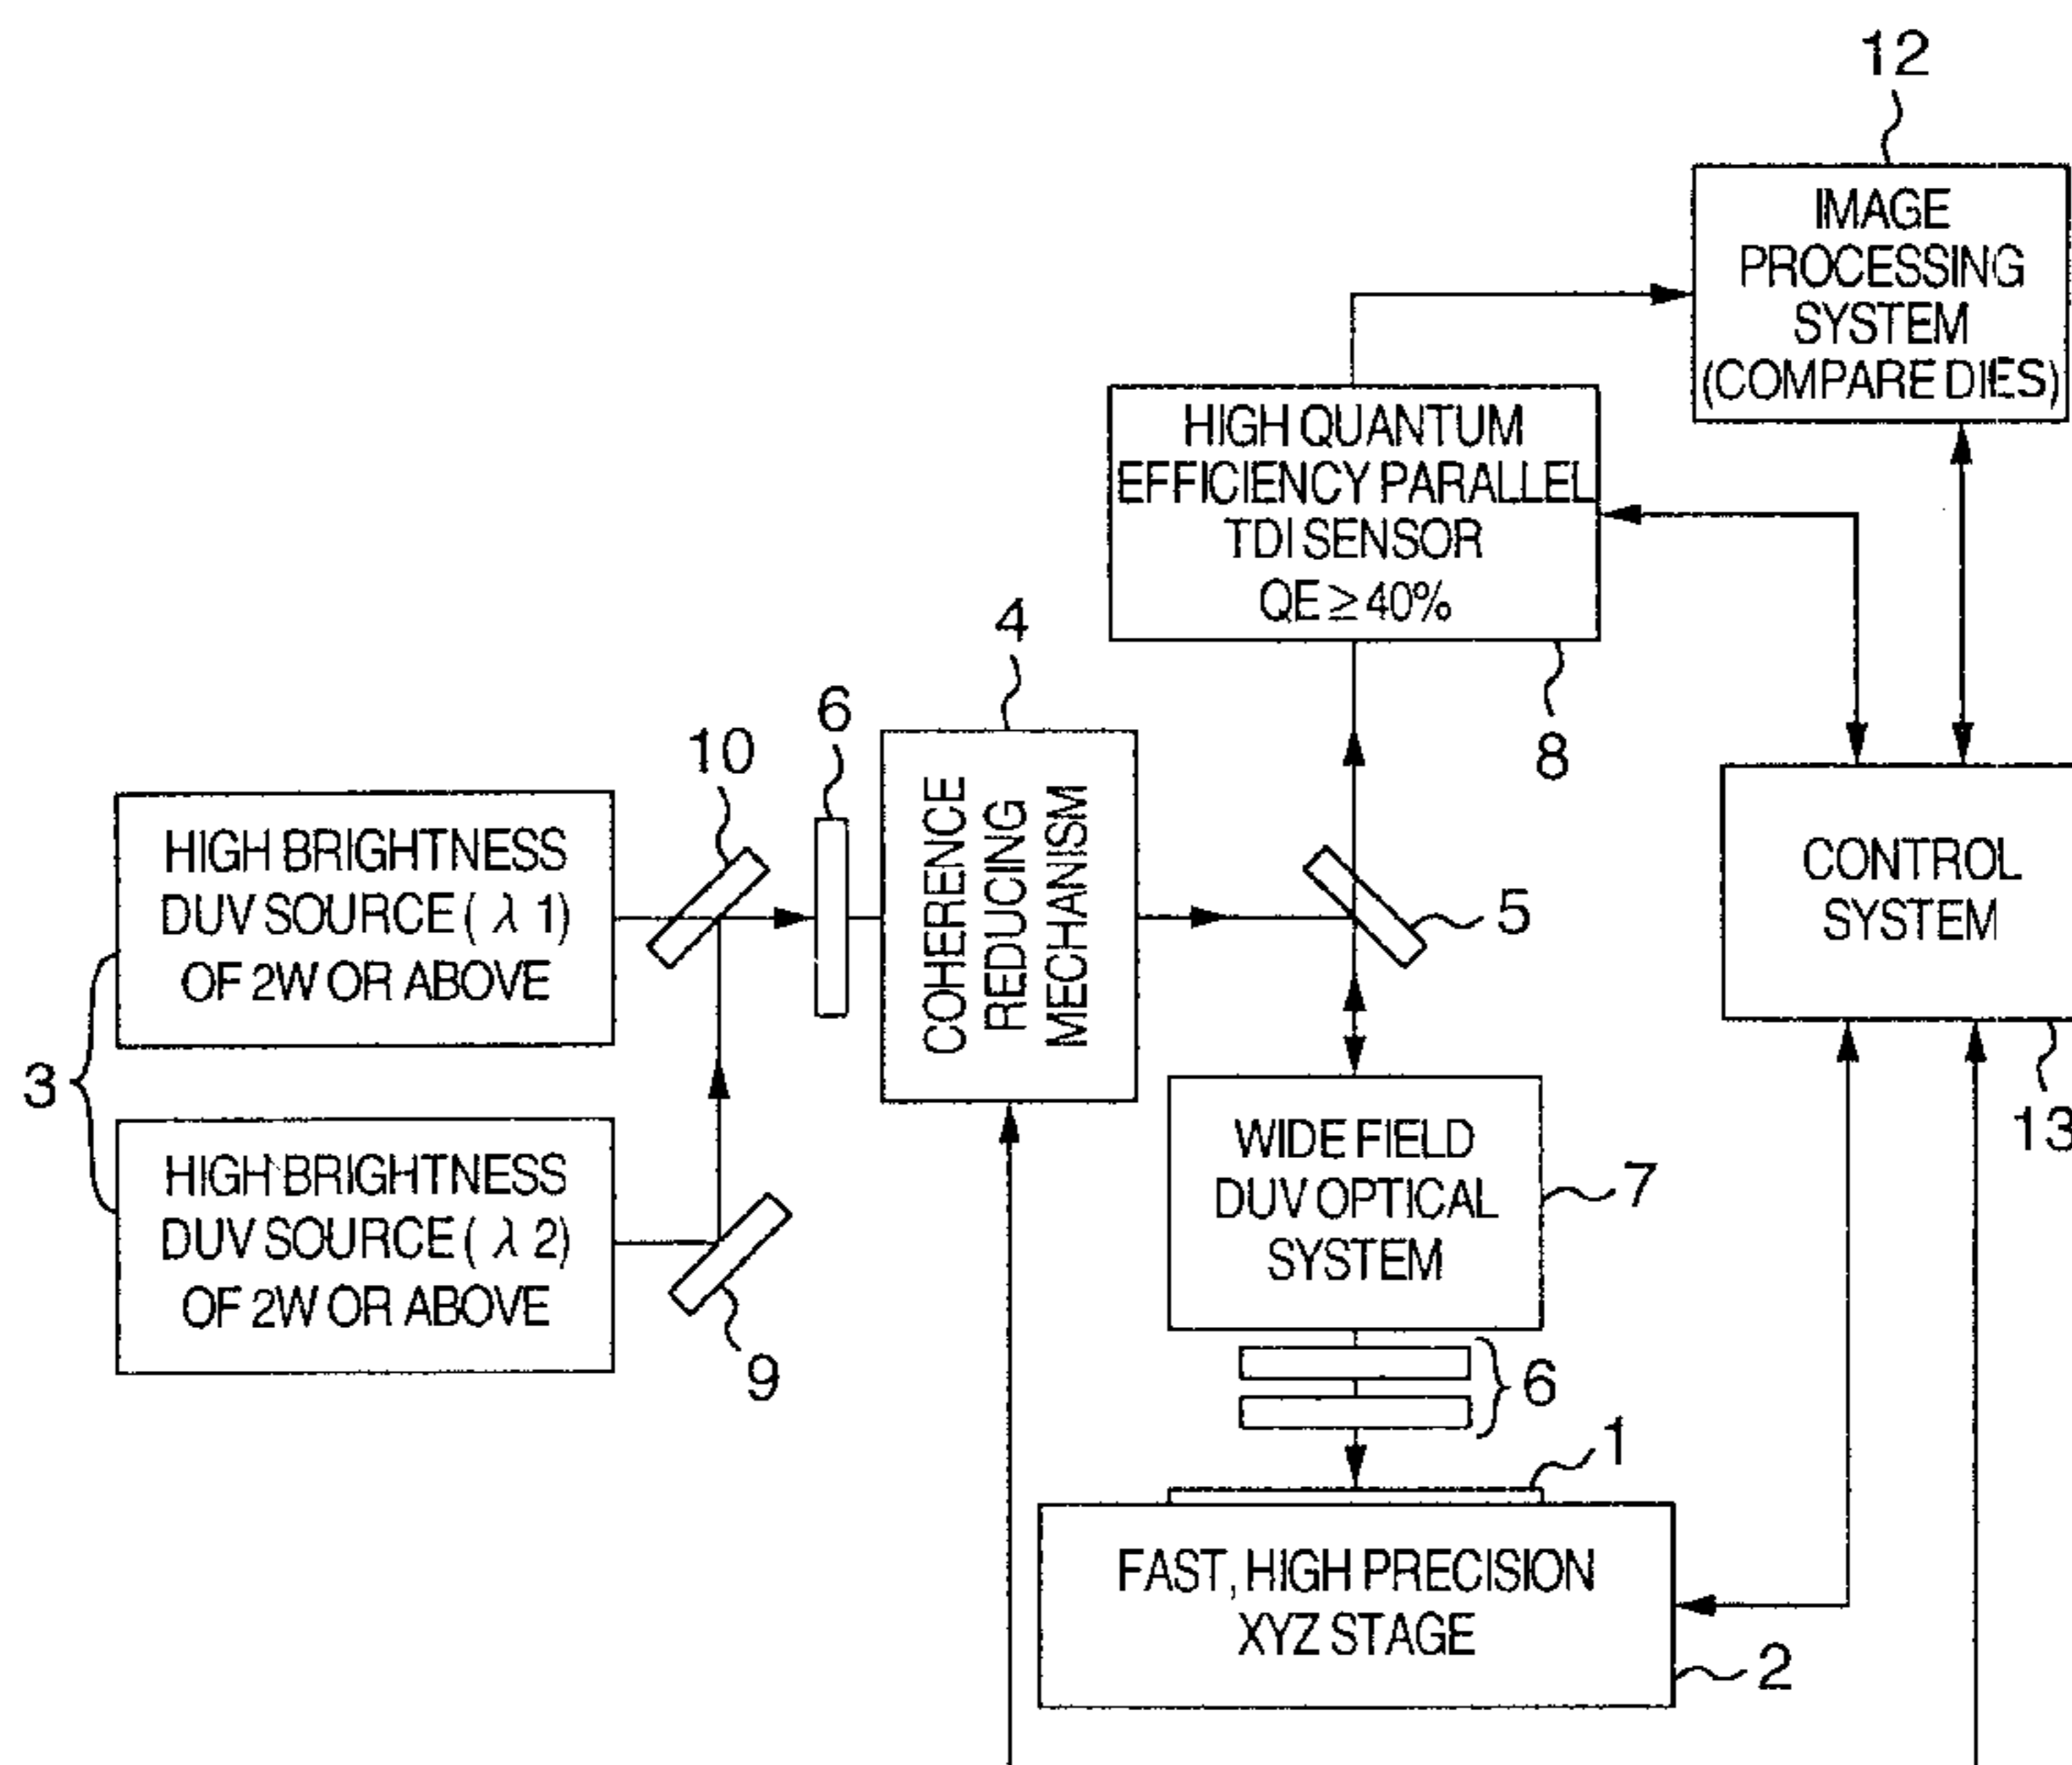 12
IMAGE
PROCESSING
SYSTEM
(COMPARE DIES)
HIGH QUANTUM
EFFICIENCY PARALLEL
TDI SENSOR
QE ≥ 40%
8
4
6
10
COHERENCE
REDUCING
MECHANISM
HIGH BRIGHTNESS
DUV SOURCE ( λ 1)
OF 2W OR ABOVE
5
CONTROL
SYSTEM
13
3
HIGH BRIGHTNESS
DUV SOURCE ( λ 2)
OF 2W OR ABOVE
9
WIDE FIELD
DUV OPTICAL
SYSTEM
7
6
1
FAST, HIGH PRECISION
XYZ STAGE
2